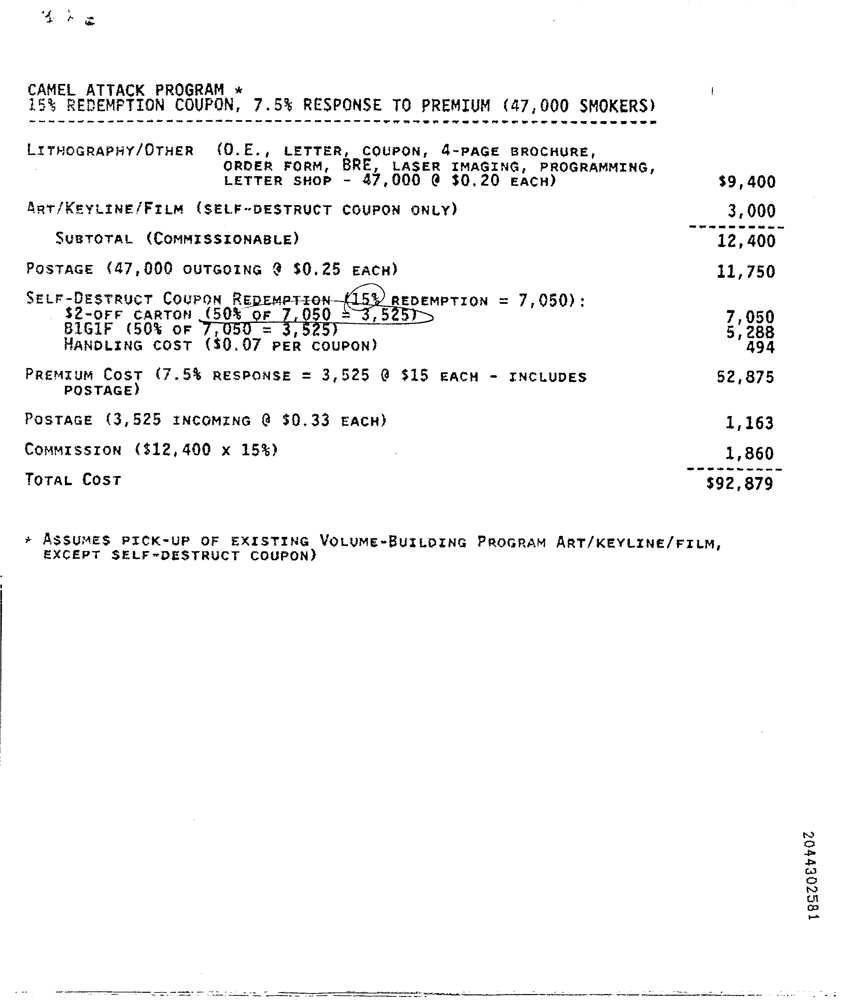 CAMEL ATTACK PROGRAM *
15% REDEMPTION COUPON, 7.5% RESPONSE TO PREMIUM (47,000 SMOKERS)
LITHOGRAPHY/OTHER (O.E., LETTER, COUPON, 4-PAGE BROCHURE,
ORDER FORM, BRE, LASER IMAGING, PROGRAMMING,
LETTER SHOP - 47,000 @ $0.20 EACH) $9,400
ART/KEYLINE/FILM (SELF-DESTRUCT COUPON ONLY) 3,000
SUBTOTAL (COMMISSIONABLE) 12,400
POSTAGE (47,000 OUTGOING @ $0.25 EACH) 11,750
SELF-DESTRUCT COUPON REDEMPTION (15% REDEMPTION = 7,050):
$2-OFF CARTON (50% OF 7,050 = 3,525) 7,050
B1G1F (50% OF 7,050 = 3,525) 5,288
HANDLING COST ($0.07 PER COUPON) 494
PREMIUM COST (7.5% RESPONSE = 3,525 @ $15 EACH - INCLUDES 52,875
POSTAGE)
POSTAGE (3,525 INCOMING @ $0.33 EACH) 1,163
COMMISSION ($12,400 X 15%) 1,860
TOTAL COST $92,879
* ASSUMES PICK-UP OF EXISTING VOLUME-BUILDING PROGRAM ART/KEYLINE/FILM,
EXCEPT SELF-DESTRUCT COUPON)
2044302581